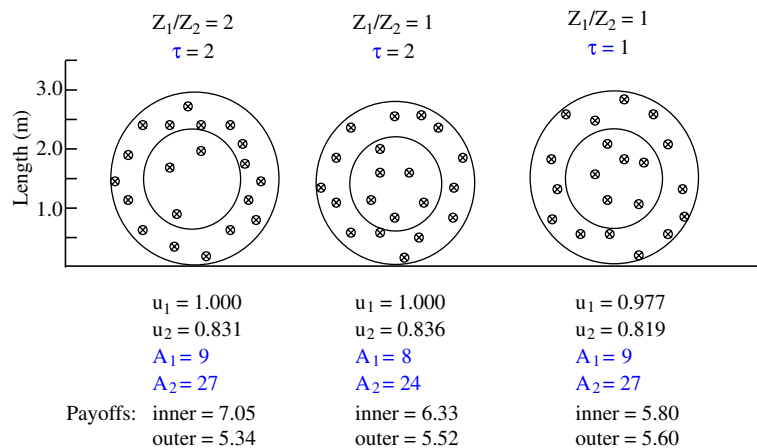 Z₁/Z₂ = 2 Z₁/Z₂ = 1 Z₁/Z₂ = 1
τ = 2 τ = 2 τ = 1
Length (m)
3.0
2.0
1.0
u₁ = 1.000 u₁ = 1.000 u₁ = 0.977
u₂ = 0.831 u₂ = 0.836 u₂ = 0.819
A₁ = 9 A₁ = 8 A₁ = 9
A₂ = 27 A₂ = 24 A₂ = 27
Payoffs: inner = 7.05 inner = 6.33 inner = 5.80
outer = 5.34 outer = 5.52 outer = 5.60